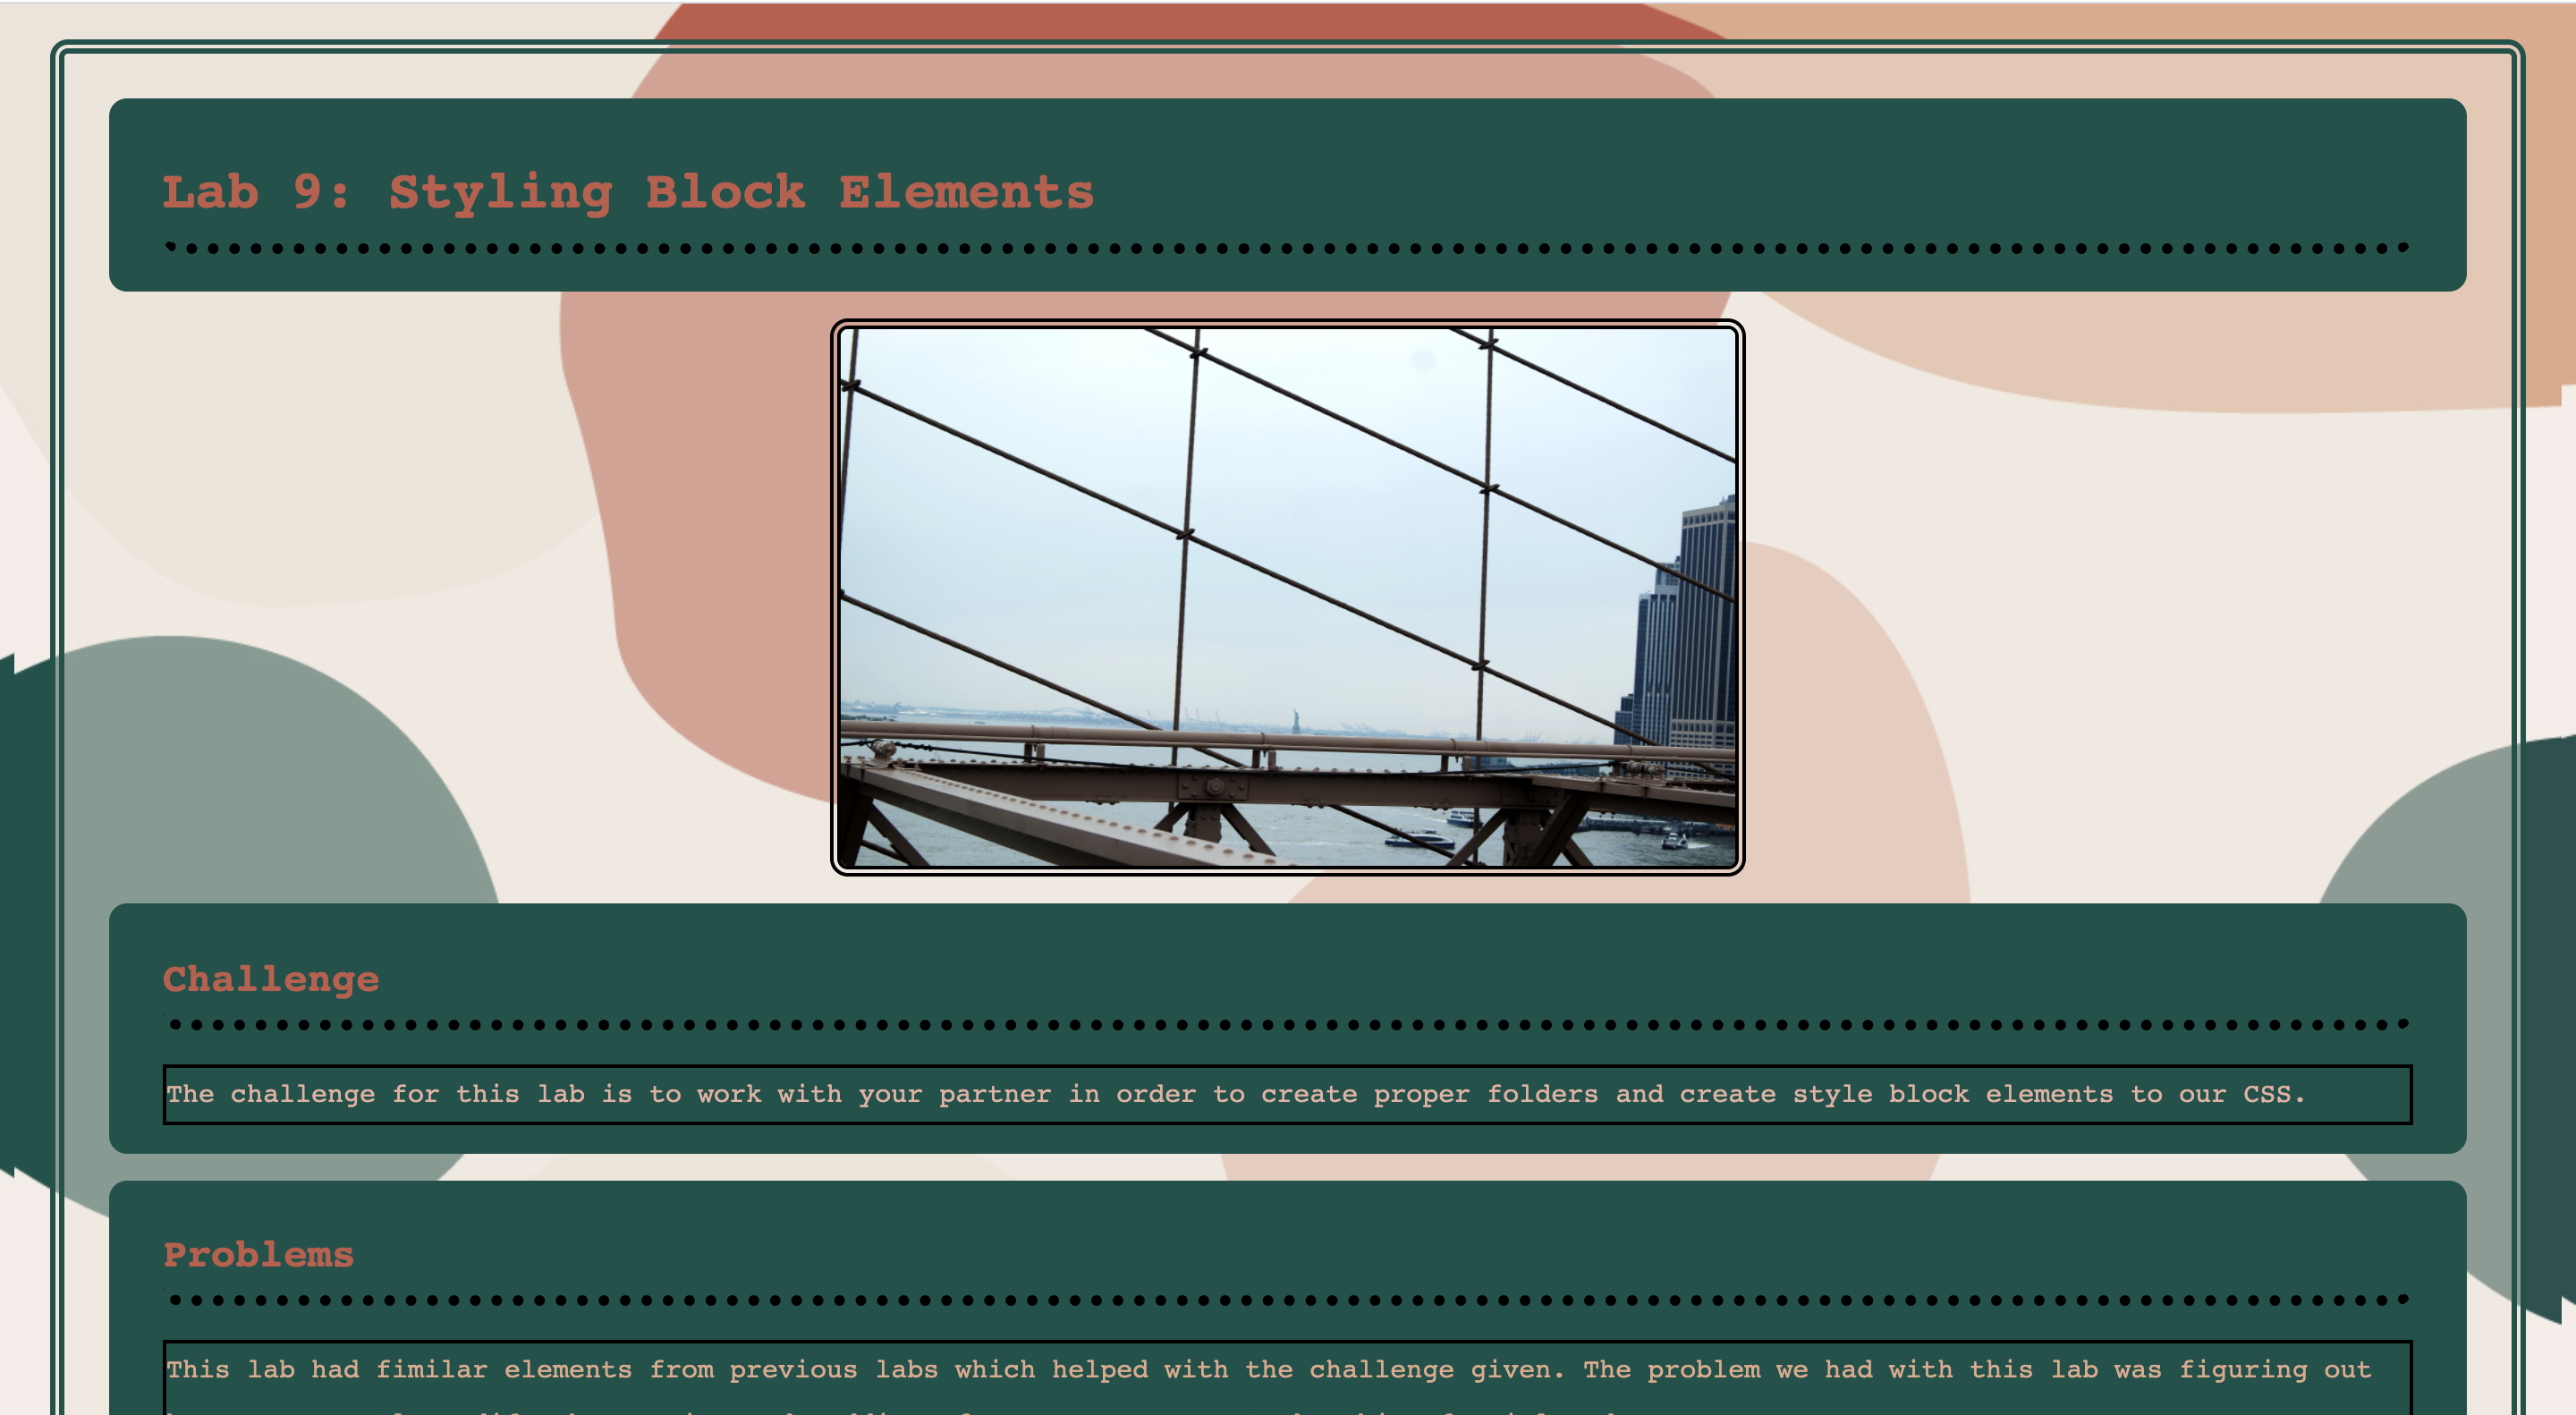 Lab 9: Styling Block Elements
Challenge
The challenge for this lab is to work with your partner in order to create proper folders and create style block elements to our CSS.
Problems
This lab had fimilar elements from previous labs which helped with the challenge given. The problem we had with this lab was figuring out